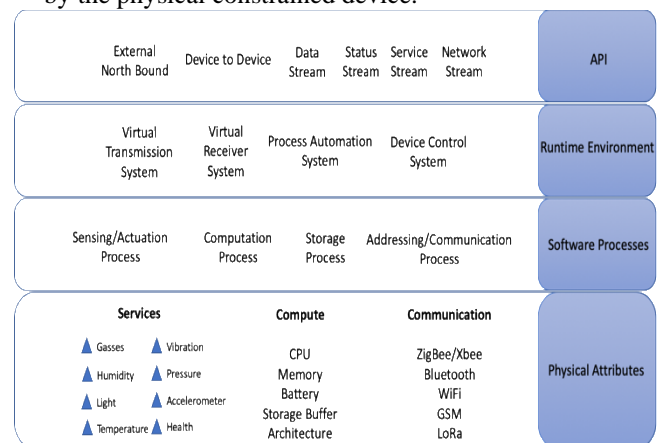 by the physical constrained device.
External North Bound
Device to Device
Data Stream
Status Stream
Service Stream
Network Stream
API
Virtual Transmission System
Virtual Receiver System
Process Automation System
Device Control System
Runtime Environment
Sensing/Actuation Process
Computation Process
Storage Process
Addressing/Communication Process
Software Processes
Services
Compute
Communication
Gasses
Vibration
Humidity
Pressure
Light
Accelerometer
Temperature
Health
CPU
Memory
Battery
Storage Buffer
Architecture
ZigBee/Xbee
Bluetooth
WiFi
GSM
LoRa
Physical Attributes